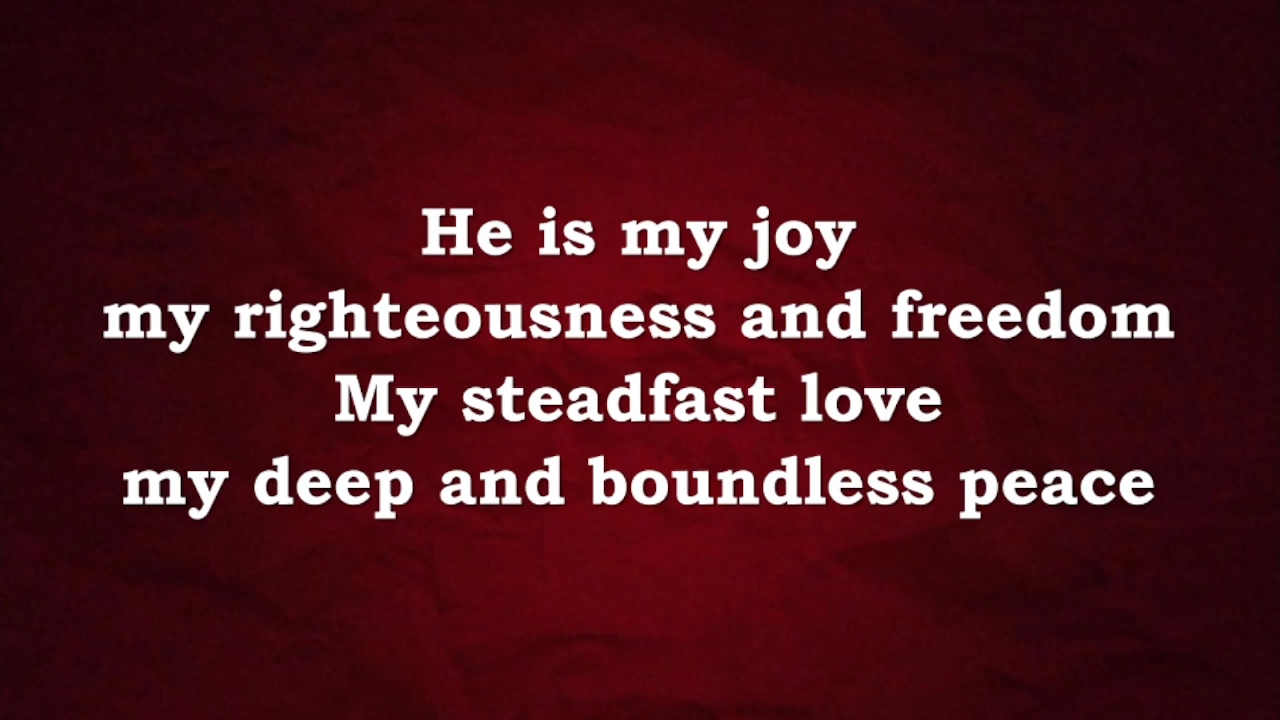 He is my joy
my righteousness and freedom
My steadfast love
my deep and boundless peace